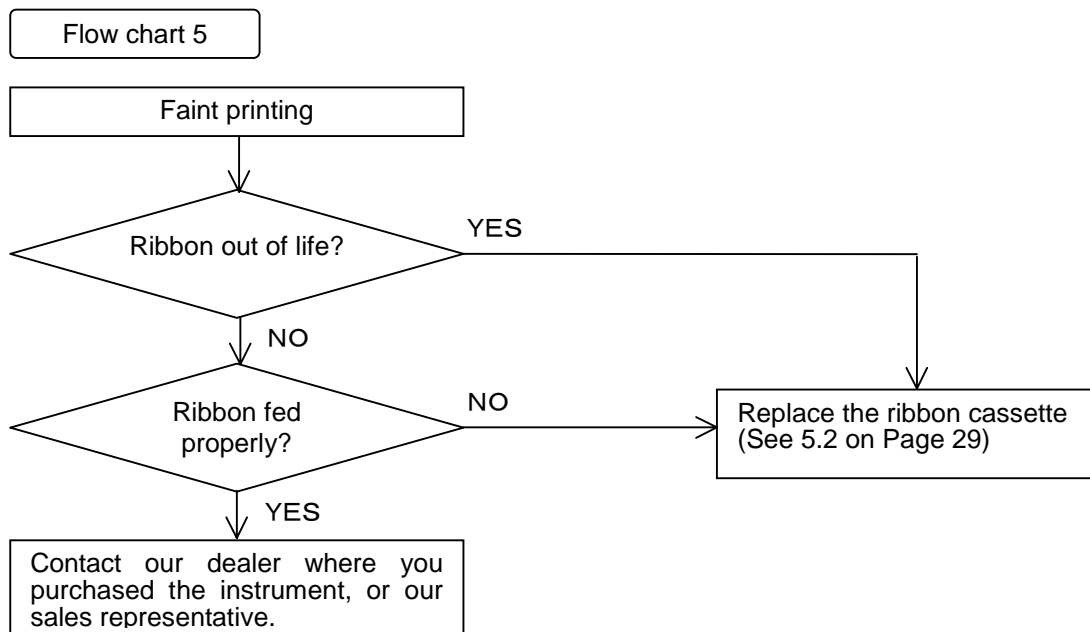 Flow chart 5
Faint printing
Ribbon out of life?
YES
NO
Ribbon fed
properly?
NO
Replace the ribbon cassette
(See 5.2 on Page 29)
YES
Contact our dealer where you
purchased the instrument, or our
sales representative.